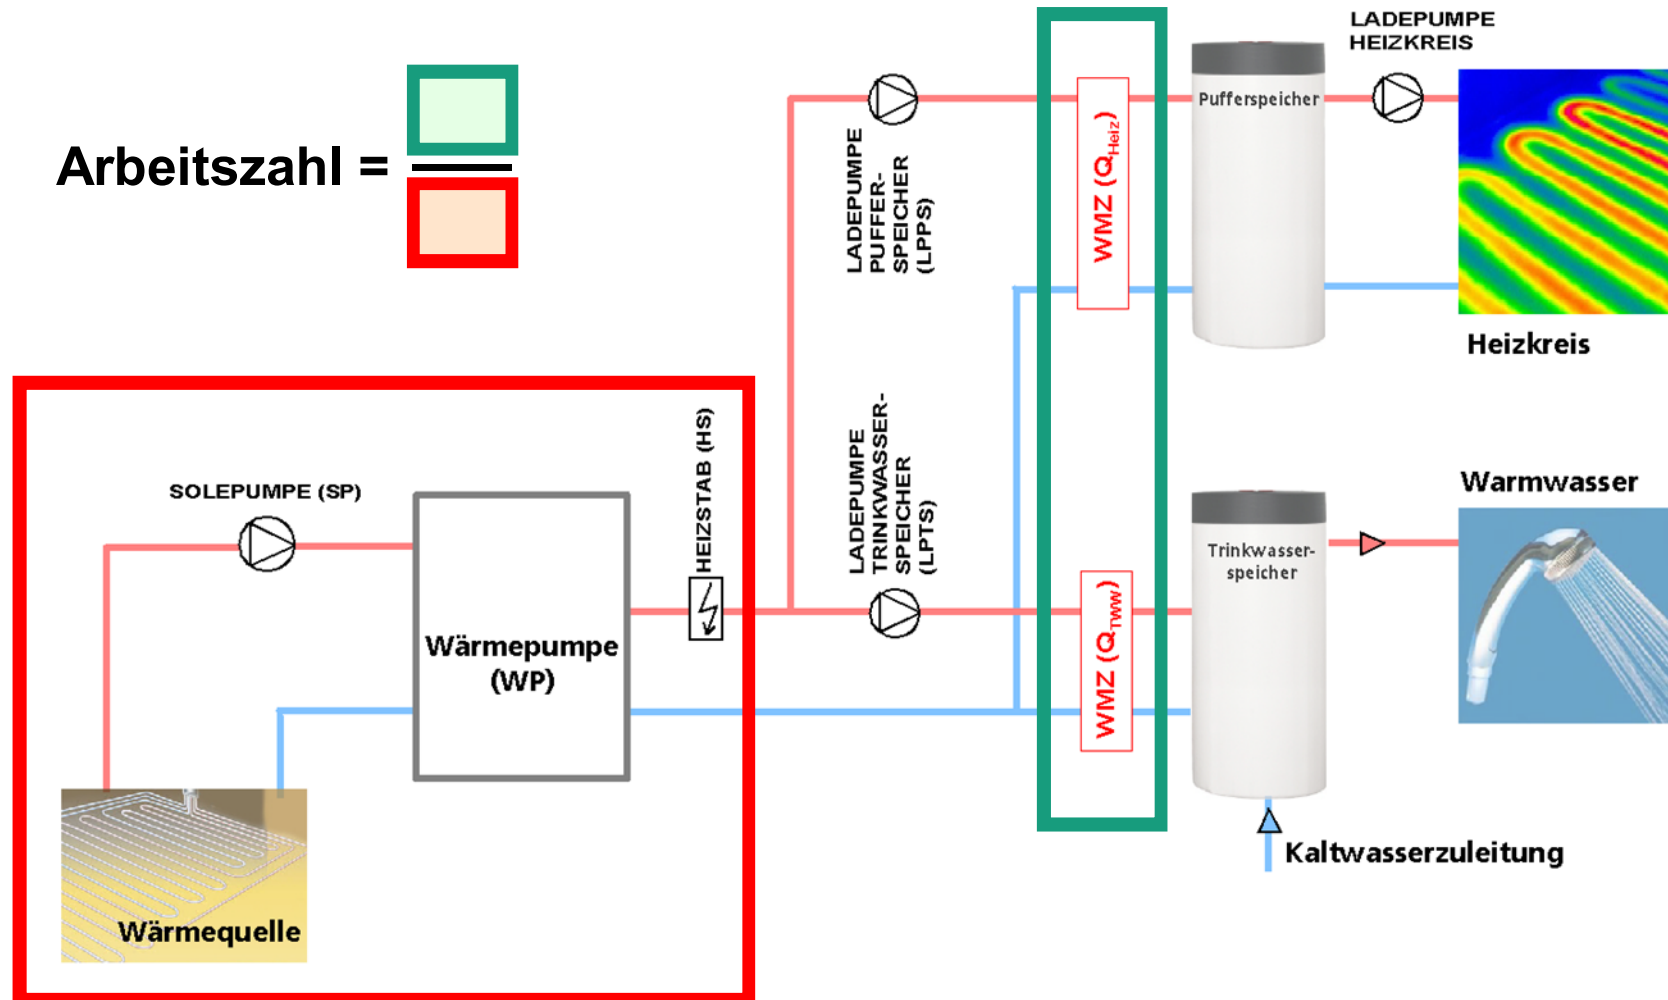 Arbeitszahl =
LADEPUMPE
HEIZKREIS
Pufferspeicher
LADEPUMPE
PUFFER-
SPEICHER
(LPPS)
WMZ (QHeiz)
Heizkreis
SOLEPUMPE (SP)
HEIZSTAB (HS)
LADEPUMPE
TRINKWASSER-
SPEICHER
(LPTS)
Warmwasser
Trinkwasser-
speicher
Wärmepumpe
(WP)
WMZ (QTWW)
Kaltwasserzuleitung
Wärmequelle